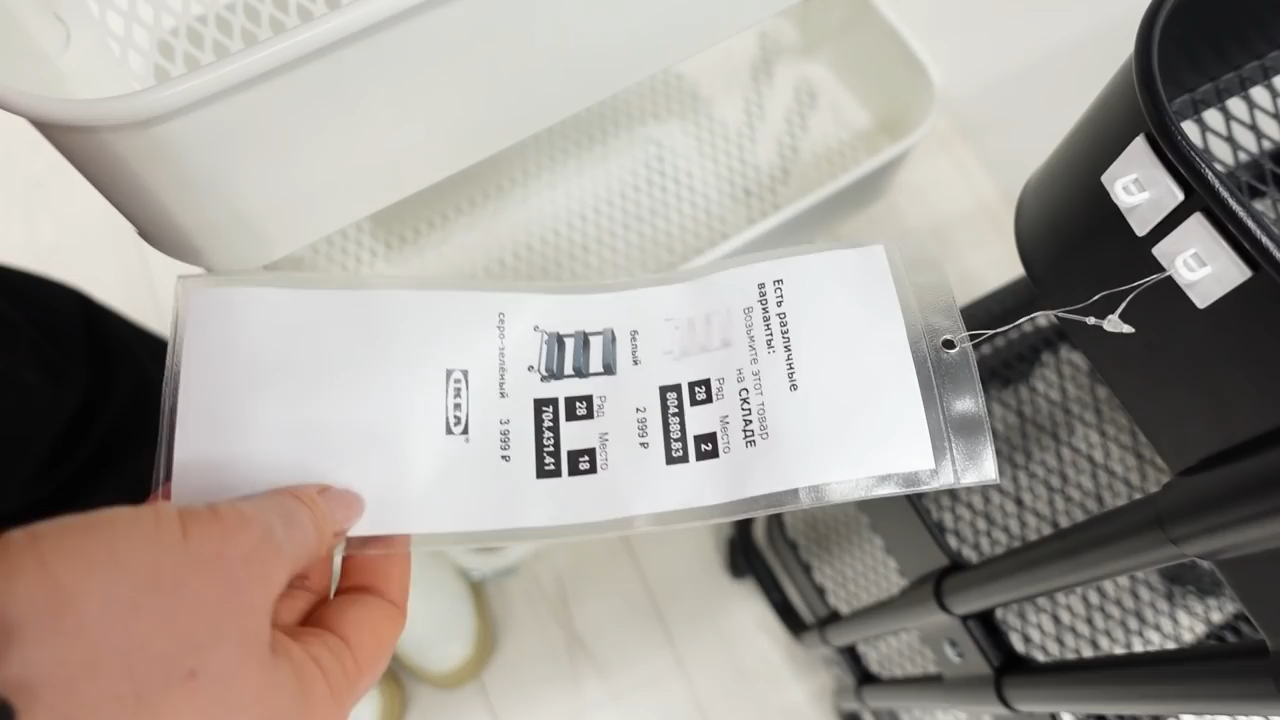 Есть различные
варианты:
Возьмите этот товар
на СКЛАДЕ
Ряд Место
28 2
804.889.83
белый 2 999 ₽
Ряд Место
28 18
704.431.41
серо-зелёный 3 999 ₽
IKEA®